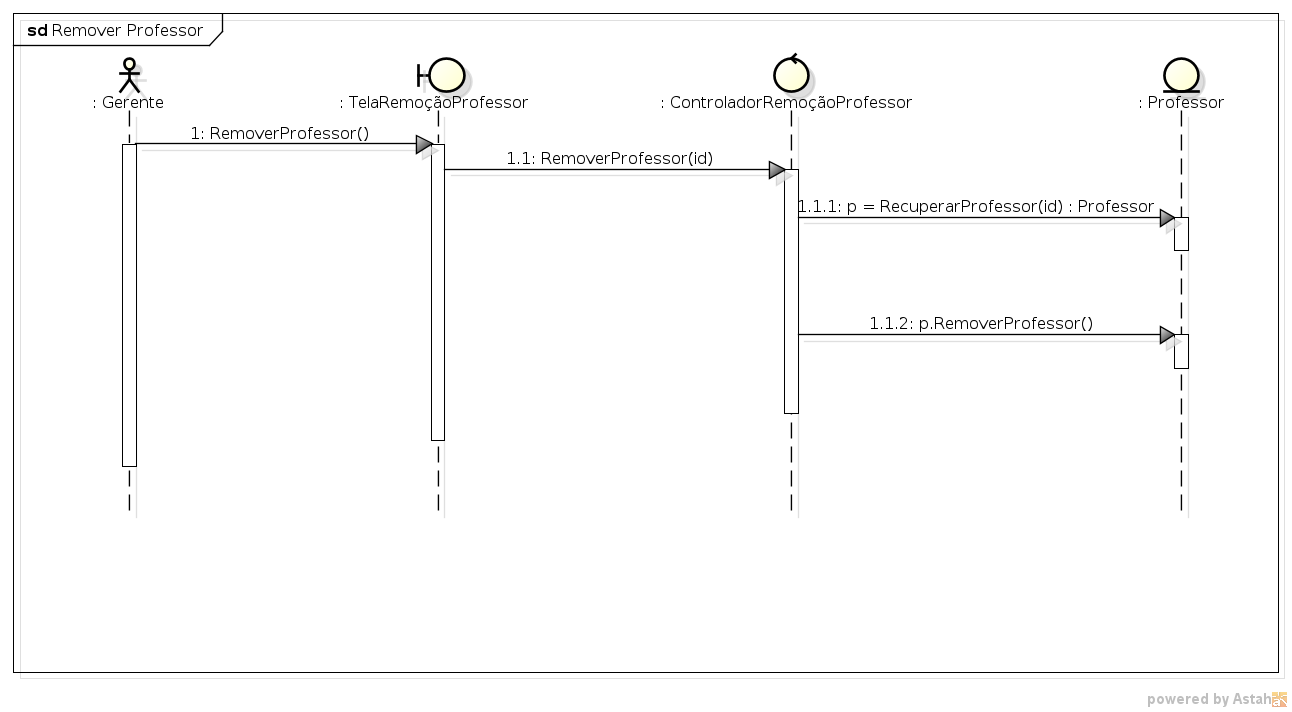 sd Remover Professor
: Gerente
: TelaRemoçãoProfessor
: ControladorRemoçãoProfessor
: Professor
1: RemoverProfessor()
1.1: RemoverProfessor(id)
1.1.1: p = RecuperarProfessor(id) : Professor
1.1.2: p.RemoverProfessor()
powered by Astah